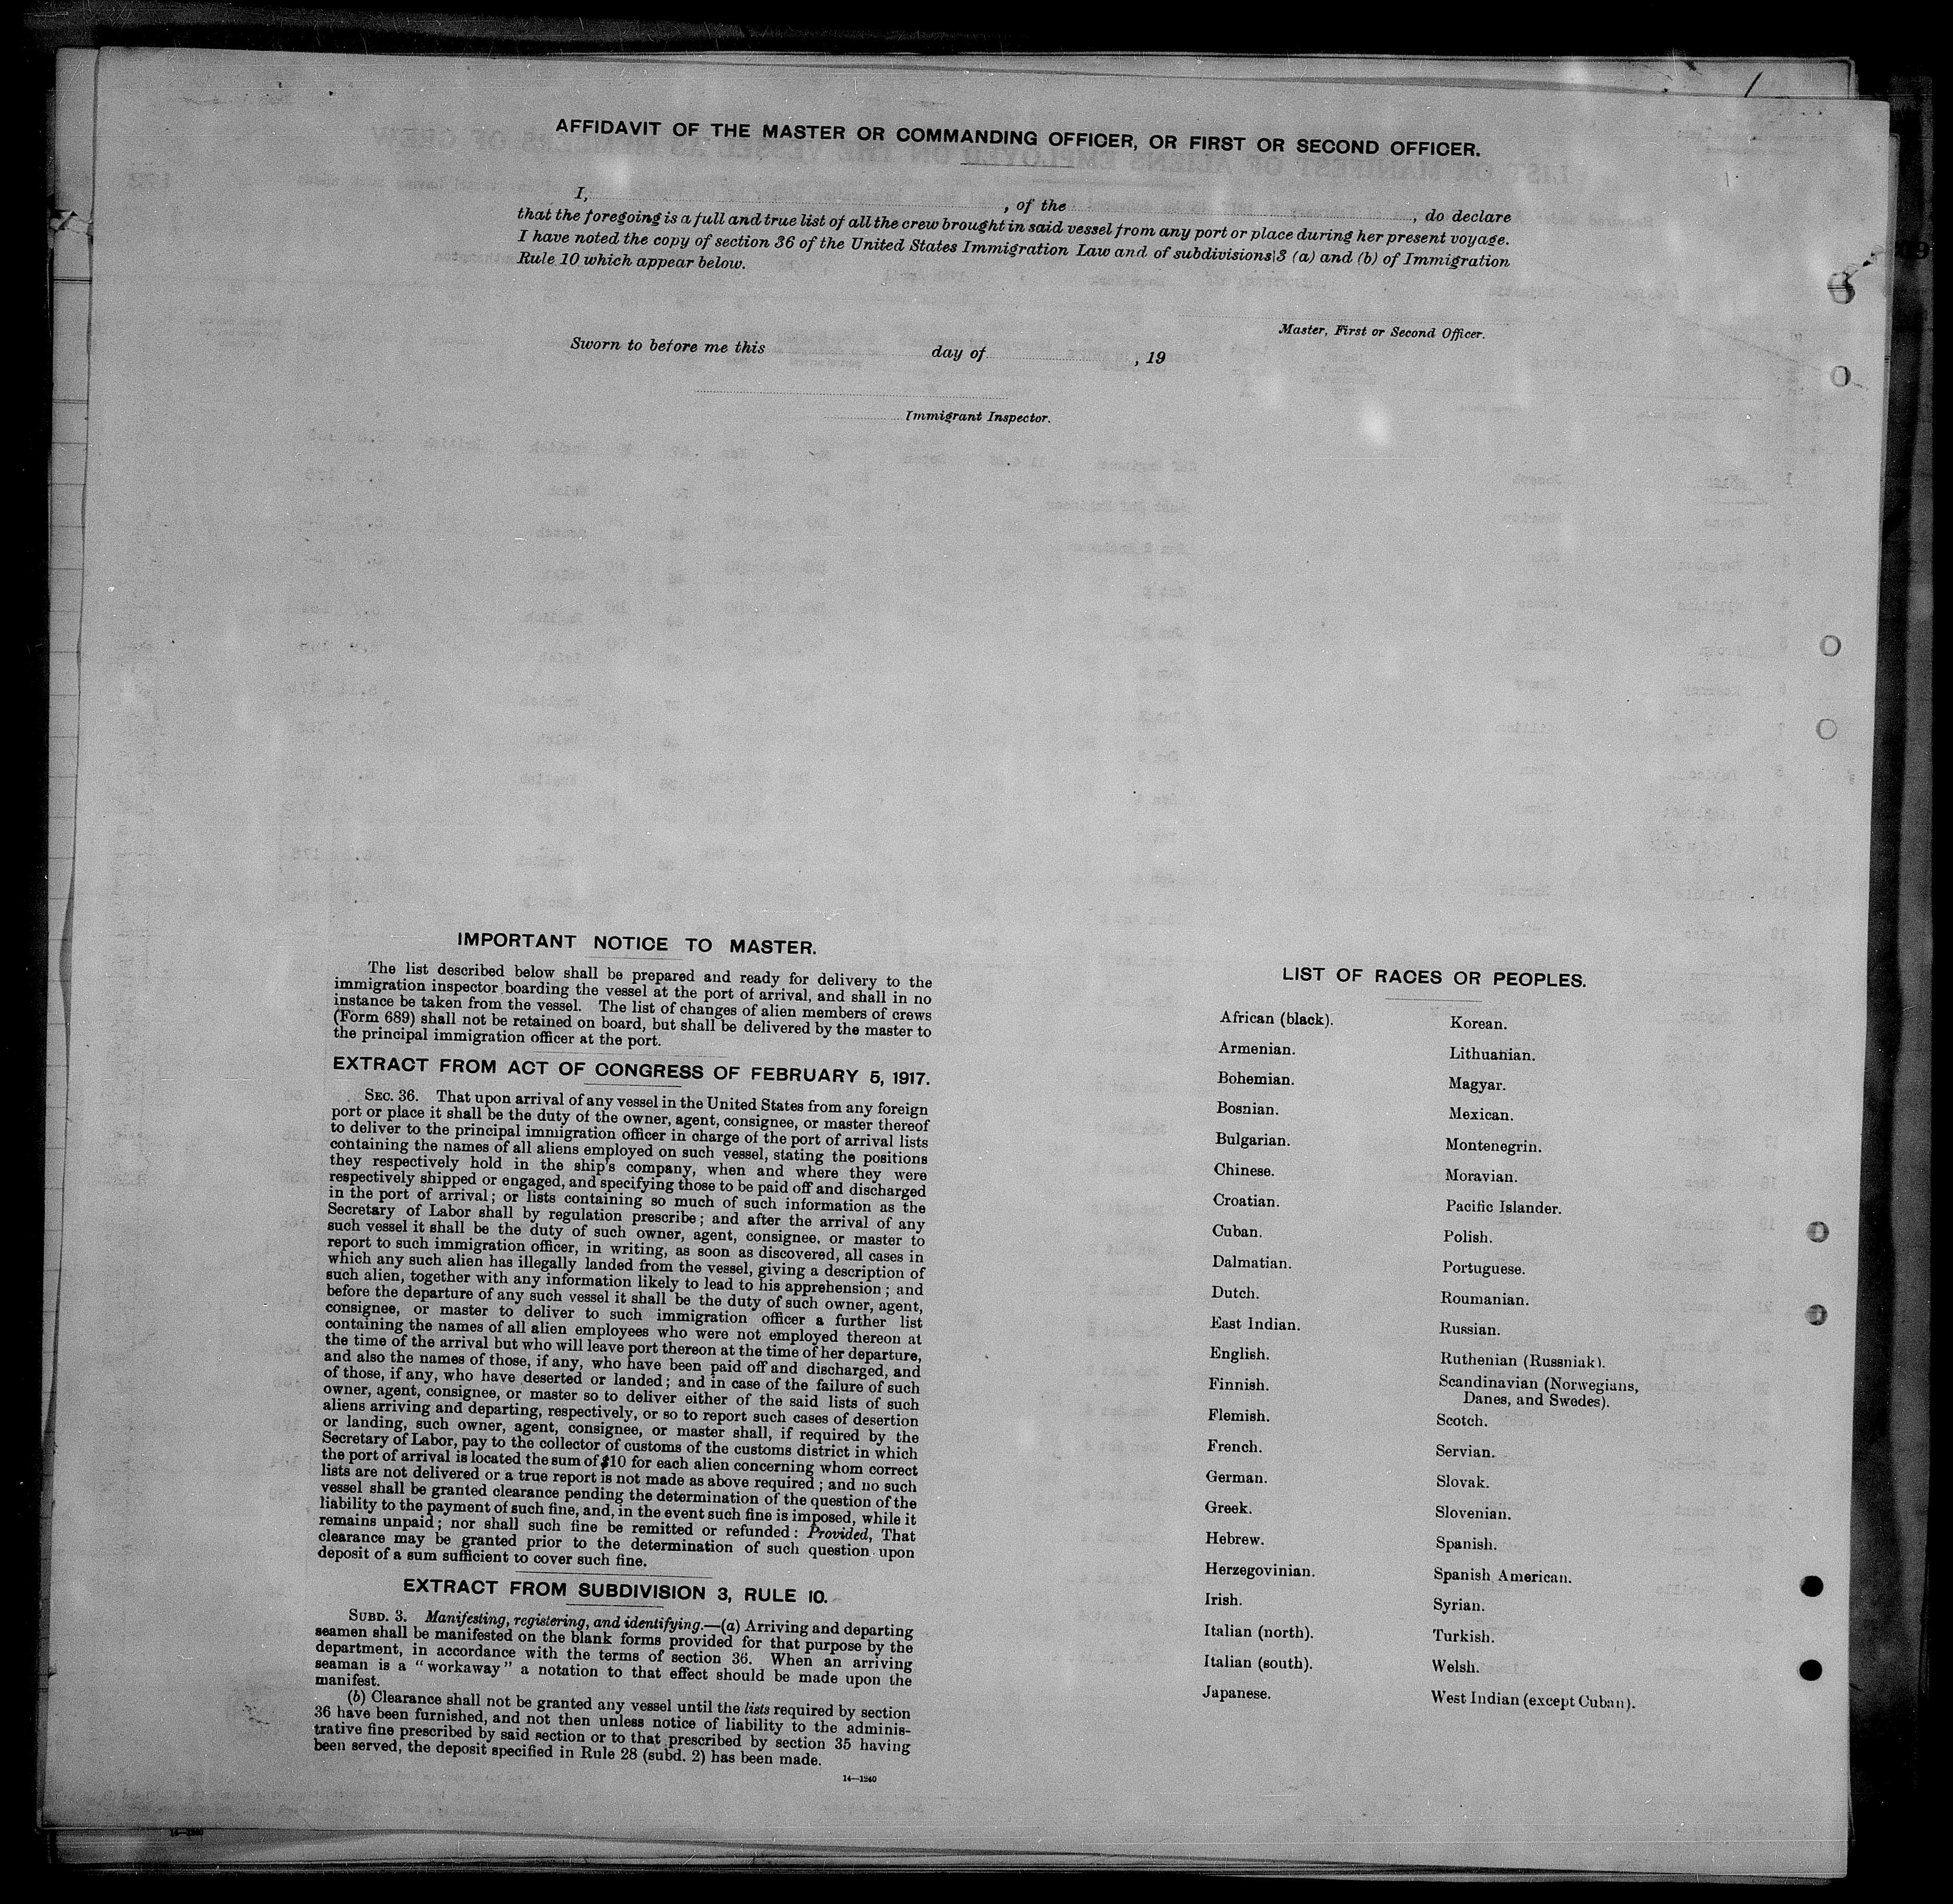 AFFIDAVIT OF THE MASTER OR COMMANDING OFFICER, OR FIRST OR SECOND OFFICER.
I, , of the , do declare
that the foregoing is a full and true list of all the crew brought in said vessel from any port or place during her present voyage.
I have noted the copy of section 36 of the United States Immigration Law and of subdivisions 3 (a) and (b) of Immigration
Rule 10 which appear below.
Master, First or Second Officer.
Sworn to before me this day of , 19
Immigrant Inspector.
IMPORTANT NOTICE TO MASTER.
The list described below shall be prepared and ready for delivery to the
immigration inspector boarding the vessel at the port of arrival, and shall in no
instance be taken from the vessel. The list of changes of alien members of crews
(Form 689) shall not be retained on board, but shall be delivered by the master to
the principal immigration officer at the port.
EXTRACT FROM ACT OF CONGRESS OF FEBRUARY 5, 1917.
SEC. 36. That upon arrival of any vessel in the United States from any foreign
port or place it shall be the duty of the owner, agent, consignee, or master thereof
to deliver to the principal immigration officer in charge of the port of arrival lists
containing the names of all aliens employed on such vessel, stating the positions
they respectively hold in the ship's company, when and where they were
respectively shipped or engaged, and specifying those to be paid off and discharged
in the port of arrival; or lists containing so much of such information as the
Secretary of Labor shall by regulation prescribe; and after the arrival of any
such vessel it shall be the duty of such owner, agent, consignee, or master to
report to such immigration officer, in writing, as soon as discovered, all cases in
which any such alien has illegally landed from the vessel, giving a description of
such alien, together with any information likely to lead to his apprehension; and
before the departure of any such vessel it shall be the duty of such owner, agent,
consignee, or master to deliver to such immigration officer a further list
containing the names of all alien employees who were not employed thereon at
the time of the arrival but who will leave port thereon at the time of her departure,
and also the names of those, if any, who have been paid off and discharged, and
of those, if any, who have deserted or landed; and in case of the failure of such
owner, agent, consignee, or master so to deliver either of the said lists of such
aliens arriving and departing, respectively, or so to report such cases of desertion
or landing, such owner, agent, consignee, or master shall, if required by the
Secretary of Labor, pay to the collector of customs of the customs district in which
the port of arrival is located the sum of $10 for each alien concerning whom correct
lists are not delivered or a true report is not made as above required; and no such
vessel shall be granted clearance pending the determination of the question of the
liability to the payment of such fine, and, in the event such fine is imposed, while it
remains unpaid; nor shall such fine be remitted or refunded: Provided, That
clearance may be granted prior to the determination of such question upon
deposit of a sum sufficient to cover such fine.
EXTRACT FROM SUBDIVISION 3, RULE 10.
SUBD. 3. Manifesting, registering, and identifying.—(a) Arriving and departing
seamen shall be manifested on the blank forms provided for that purpose by the
department, in accordance with the terms of section 36. When an arriving
seaman is a "workaway" a notation to that effect should be made upon the
manifest.
(b) Clearance shall not be granted any vessel until the lists required by section
36 have been furnished, and not then unless notice of liability to the adminis-
trative fine prescribed by said section or to that prescribed by section 35 having
been served, the deposit specified in Rule 28 (subd. 2) has been made.
14—1240
LIST OF RACES OR PEOPLES.
African (black).
Armenian.
Bohemian.
Bosnian.
Bulgarian.
Chinese.
Croatian.
Cuban.
Dalmatian.
Dutch.
East Indian.
English.
Finnish.
Flemish.
French.
German.
Greek.
Hebrew.
Herzegovinian.
Irish.
Italian (north).
Italian (south).
Japanese.
Korean.
Lithuanian.
Magyar.
Mexican.
Montenegrin.
Moravian.
Pacific Islander.
Polish.
Portuguese.
Roumanian.
Russian.
Ruthenian (Russniak).
Scandinavian (Norwegians,
Danes, and Swedes).
Scotch.
Servian.
Slovak.
Slovenian.
Spanish.
Spanish American.
Syrian.
Turkish.
Welsh.
West Indian (except Cuban).